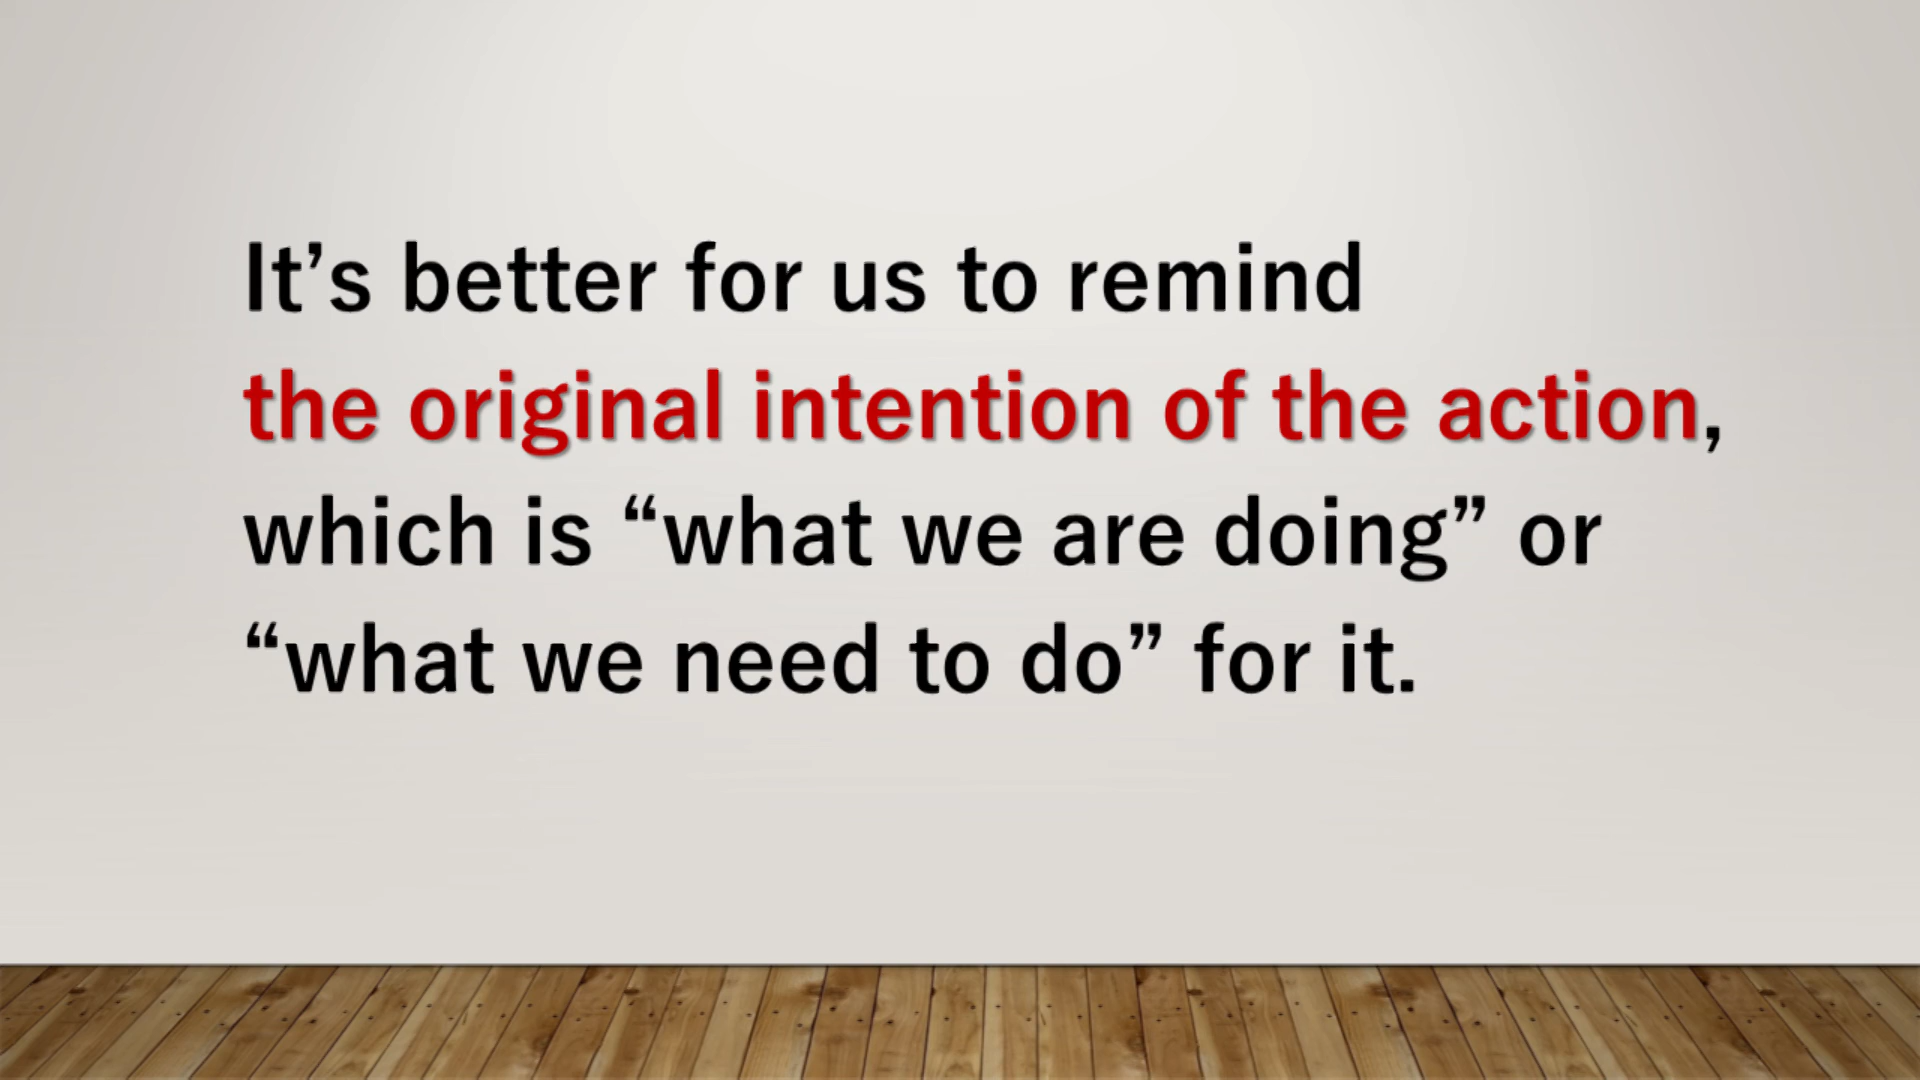 It’s better for us to remind
the original intention of the action,
which is “what we are doing” or
“what we need to do” for it.